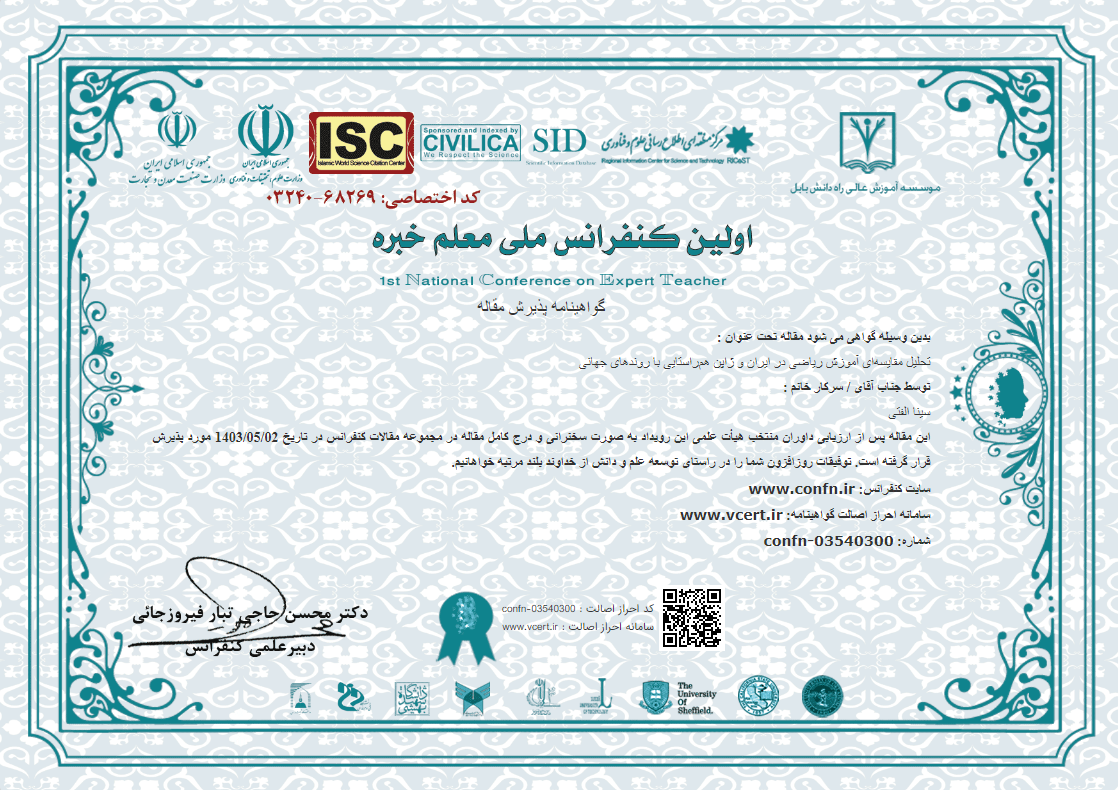 جمهوری اسلامی ایران
وزارت صنعت معدن و تجارت
جمهوری اسلامی ایران
وزارت علوم، تحقیقات و فناوری
ISC
Islamic World Science Citation Center
Sponsored and Indexed by
CIVILICA
We Respect the Science
SID
Scientific Information Database
مرکز منطقه ای اطلاع رسانی علوم و فناوری
Regional Information Center for Science and Technology RICeST
موسسه آموزش عالی راه دانش بابل
کد اختصاصی: ۶۸۲۶۹-۰۳۲۴۰
اولین کنفرانس ملی معلم خبره
1st National Conference on Expert Teacher
گواهینامه پذیرش مقاله
بدین وسیله گواهی می شود مقاله تحت عنوان :
تحلیل مقایسه‌ای آموزش ریاضی در ایران و ژاپن هم‌راستایی با روندهای جهانی
توسط جناب آقای / سرکار خانم :
سینا الفتی
این مقاله پس از ارزیابی داوران منتخب هیأت علمی این رویداد به صورت سخنرانی و درج کامل مقاله در مجموعه مقالات کنفرانس در تاریخ 1403/05/02 مورد پذیرش
قرار گرفته است. توفیقات روزافزون شما را در راستای توسعه علم و دانش از خداوند بلند مرتبه خواهانیم.
سایت کنفرانس: www.confn.ir
سامانه احراز اصالت گواهینامه: www.vcert.ir
شماره: confn-03540300
کد احراز اصالت : confn-03540300
سامانه احراز اصالت : www.vcert.ir
دکتر محسن حاجی تبار فیروزجائی
دبیرعلمی کنفرانس
The
University
Of
Sheffield.